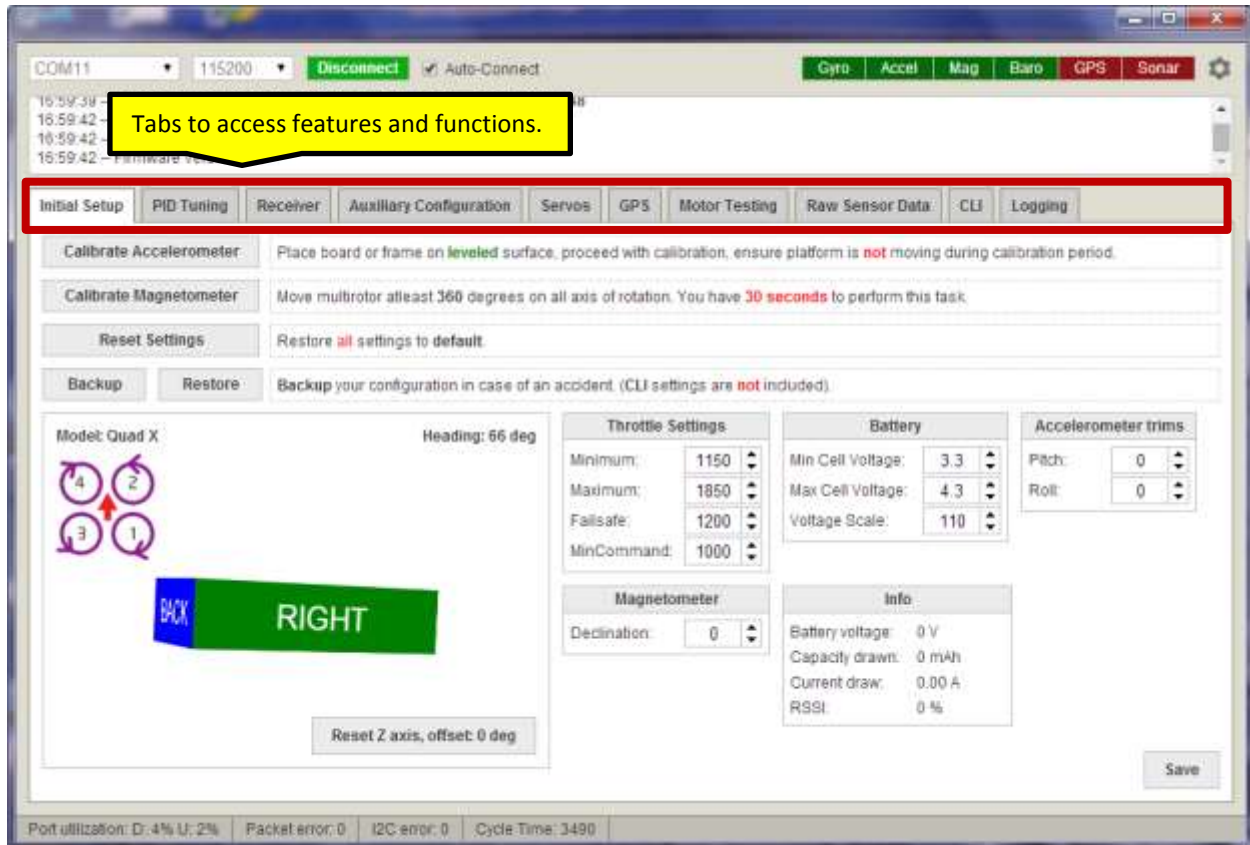 COM11 115200 Disconnect Auto-Connect Gyro Accel Mag Baro GPS Sonar
16:59:39 –
16:59:42 –
16:59:42 –
16:59:42 – Firmware
Tabs to access features and functions.
Initial Setup PID Tuning Receiver Auxiliary Configuration Servos GPS Motor Testing Raw Sensor Data CLI Logging
Calibrate Accelerometer Place board or frame on leveled surface, proceed with calibration, ensure platform is not moving during calibration period.
Calibrate Magnetometer Move multirotor atleast 360 degrees on all axis of rotation. You have 30 seconds to perform this task.
Reset Settings Restore all settings to default.
Backup Restore Backup your configuration in case of an accident. (CLI settings are not included).
Model: Quad X Heading: 66 deg
4 2
3 1
BACK RIGHT
Reset Z axis, offset: 0 deg
Throttle Settings
Minimum: 1150
Maximum: 1850
Failsafe: 1200
MinCommand: 1000
Battery
Min Cell Voltage: 3.3
Max Cell Voltage: 4.3
Voltage Scale: 110
Accelerometer trims
Pitch: 0
Roll: 0
Magnetometer
Declination: 0
Info
Battery voltage: 0 V
Capacity drawn: 0 mAh
Current draw: 0.00 A
RSSI: 0 %
Save
Port utilization: D: 4% U: 2% Packet error: 0 I2C error: 0 Cycle Time: 3490